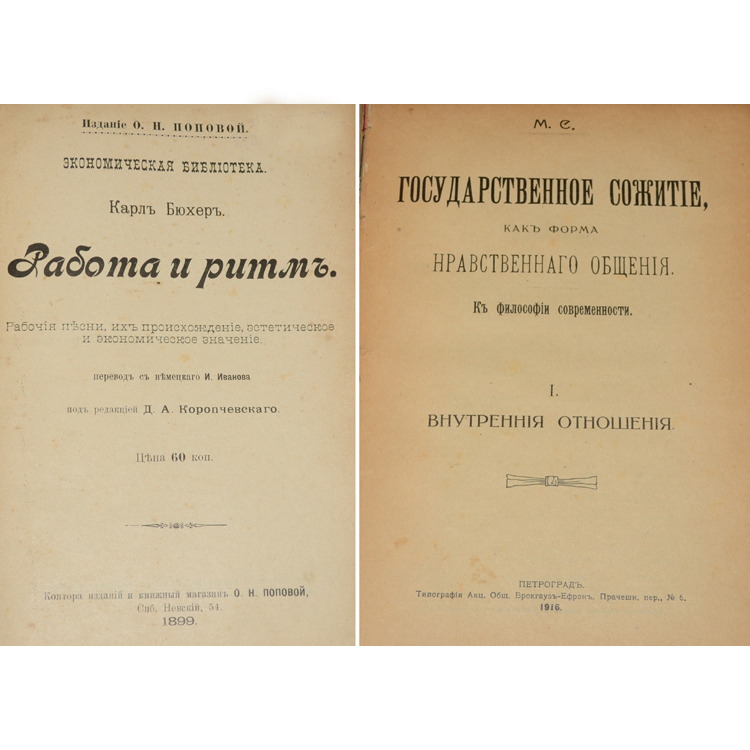 Изданіе О. Н. ПОПОВОЙ.
ЭКОНОМИЧЕСКАЯ БИБЛІОТЕКА.
Карлъ Бюхеръ.
Работа и ритмъ.
Рабочія пѣсни, ихъ происхожденіе, эстетическое
и экономическое значеніе.
переводъ съ нѣмецкаго И. Иванова
подъ редакціей Д. А. Коропчевскаго.
Цѣна 60 коп.
Контора изданій и книжный магазинъ О. Н. ПОПОВОЙ,
Спб. Невскій, 54.
1899.
М. С.
ГОСУДАРСТВЕННОЕ СОЖИТІЕ,
КАКЪ ФОРМА
НРАВСТВЕННАГО ОБЩЕНІЯ.
Къ философіи современности.
I.
ВНУТРЕННІЯ ОТНОШЕНІЯ.
ПЕТРОГРАДЪ.
Типографія Акц. Общ. Брокгаузъ-Ефронъ. Прачешн. пер., № 6.
1916.